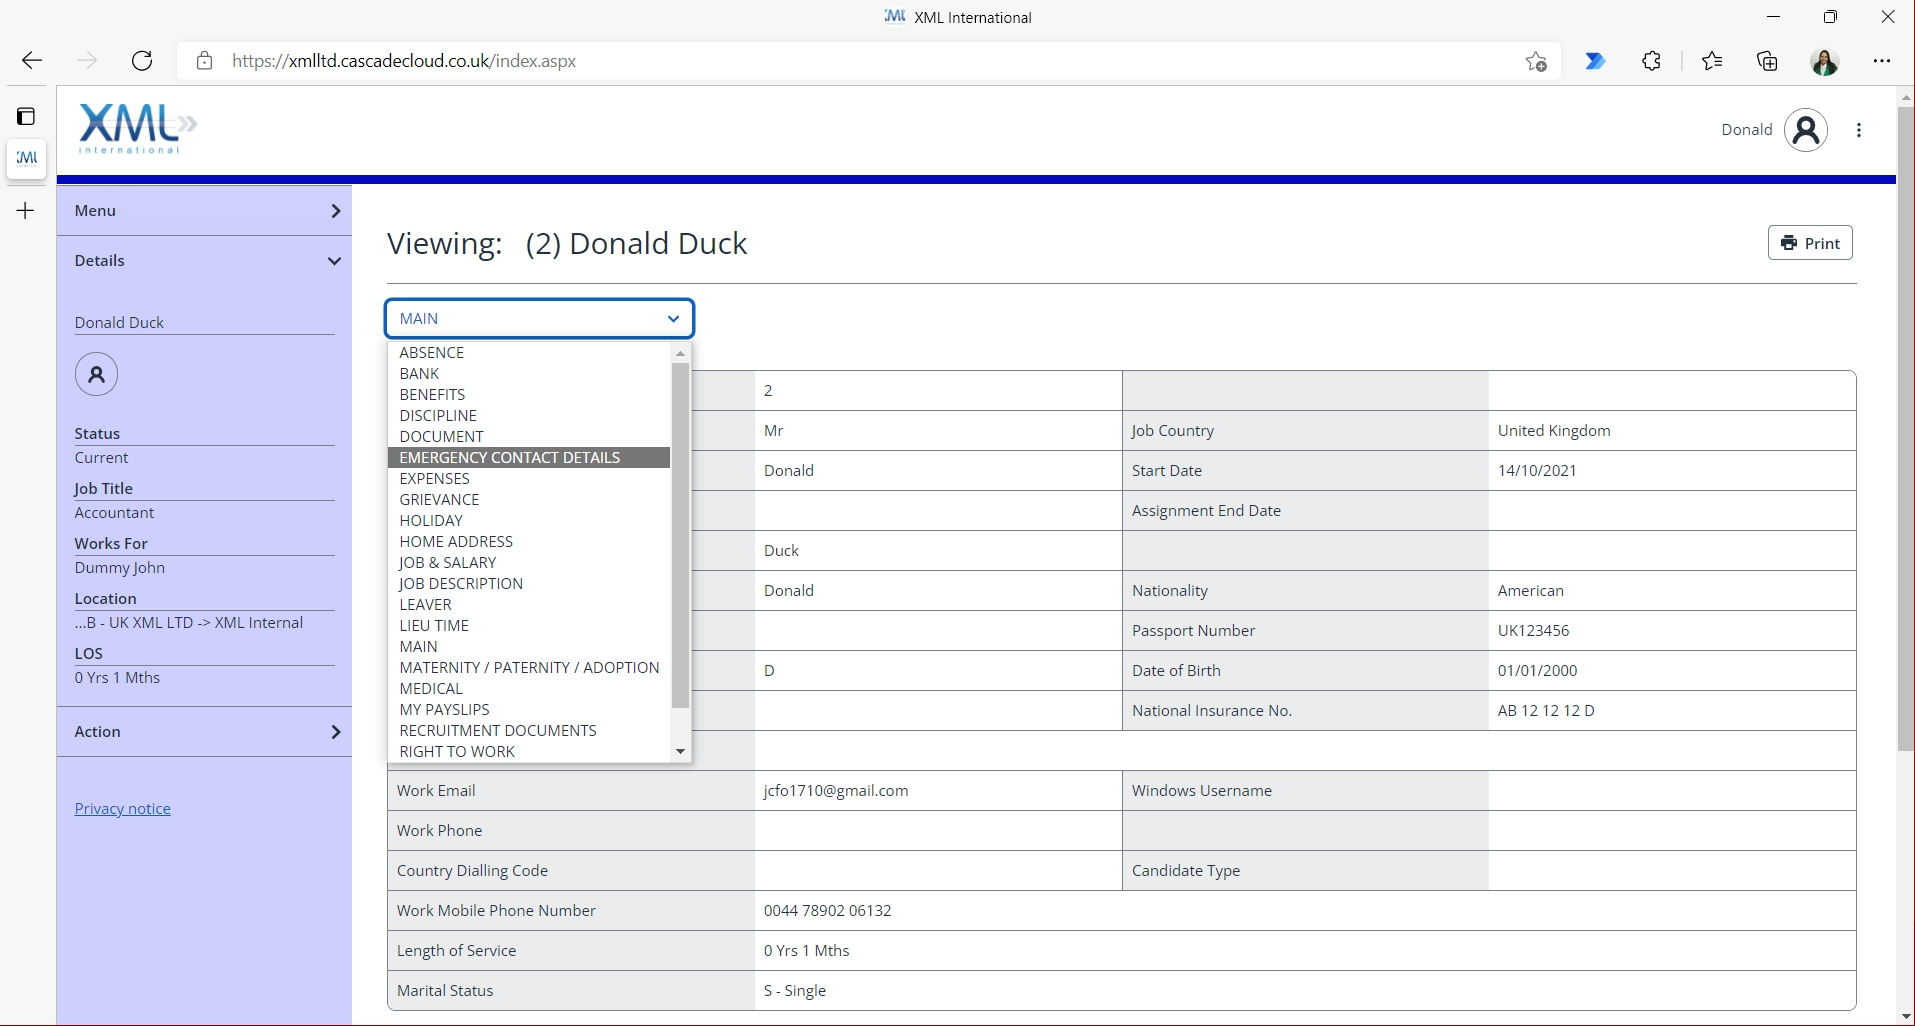 XML International
https://xmlltd.cascadecloud.co.uk/index.aspx
XML
international
Donald
Menu
Details
Donald Duck
Status
Current
Job Title
Accountant
Works For
Dummy John
Location
...B - UK XML LTD -> XML Internal
LOS
0 Yrs 1 Mths
Action
Privacy notice
Viewing: (2) Donald Duck
Print
MAIN
ABSENCE
BANK
BENEFITS
DISCIPLINE
DOCUMENT
EMERGENCY CONTACT DETAILS
EXPENSES
GRIEVANCE
HOLIDAY
HOME ADDRESS
JOB & SALARY
JOB DESCRIPTION
LEAVER
LIEU TIME
MAIN
MATERNITY / PATERNITY / ADOPTION
MEDICAL
MY PAYSLIPS
RECRUITMENT DOCUMENTS
RIGHT TO WORK
2
Mr Job Country United Kingdom
Donald Start Date 14/10/2021
Assignment End Date
Duck
Donald Nationality American
Passport Number UK123456
D Date of Birth 01/01/2000
National Insurance No. AB 12 12 12 D
Work Email jcfo1710@gmail.com Windows Username
Work Phone
Country Dialling Code Candidate Type
Work Mobile Phone Number 0044 78902 06132
Length of Service 0 Yrs 1 Mths
Marital Status S - Single